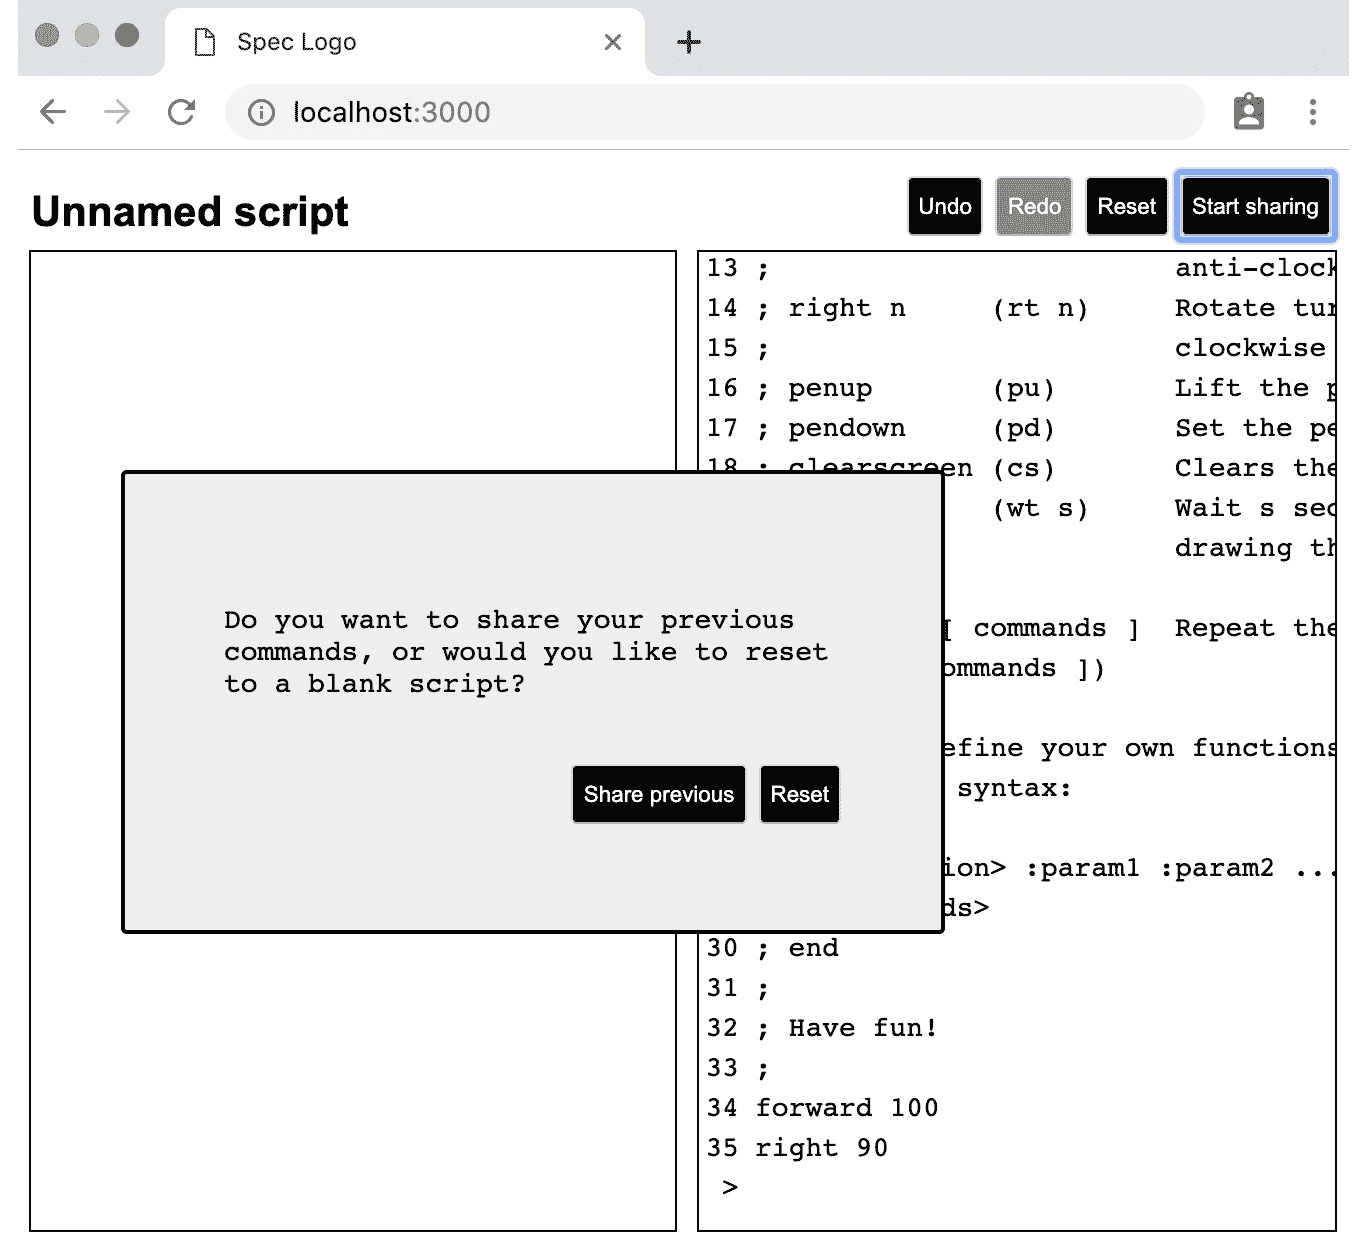 Spec Logo
localhost:3000
Unnamed script
Undo Redo Reset Start sharing
13 ; anti-clock
14 ; right n (rt n) Rotate tur
15 ; clockwise
16 ; penup (pu) Lift the p
17 ; pendown (pd) Set the pe
18 ; clearscreen (cs) Clears the
(wt s) Wait s sec
drawing th
[ commands ] Repeat the
ommands ])
efine your own functions
syntax:
ion> :param1 :param2 ...
ds>
30 ; end
31 ;
32 ; Have fun!
33 ;
34 forward 100
35 right 90
>
Do you want to share your previous
commands, or would you like to reset
to a blank script?
Share previous Reset